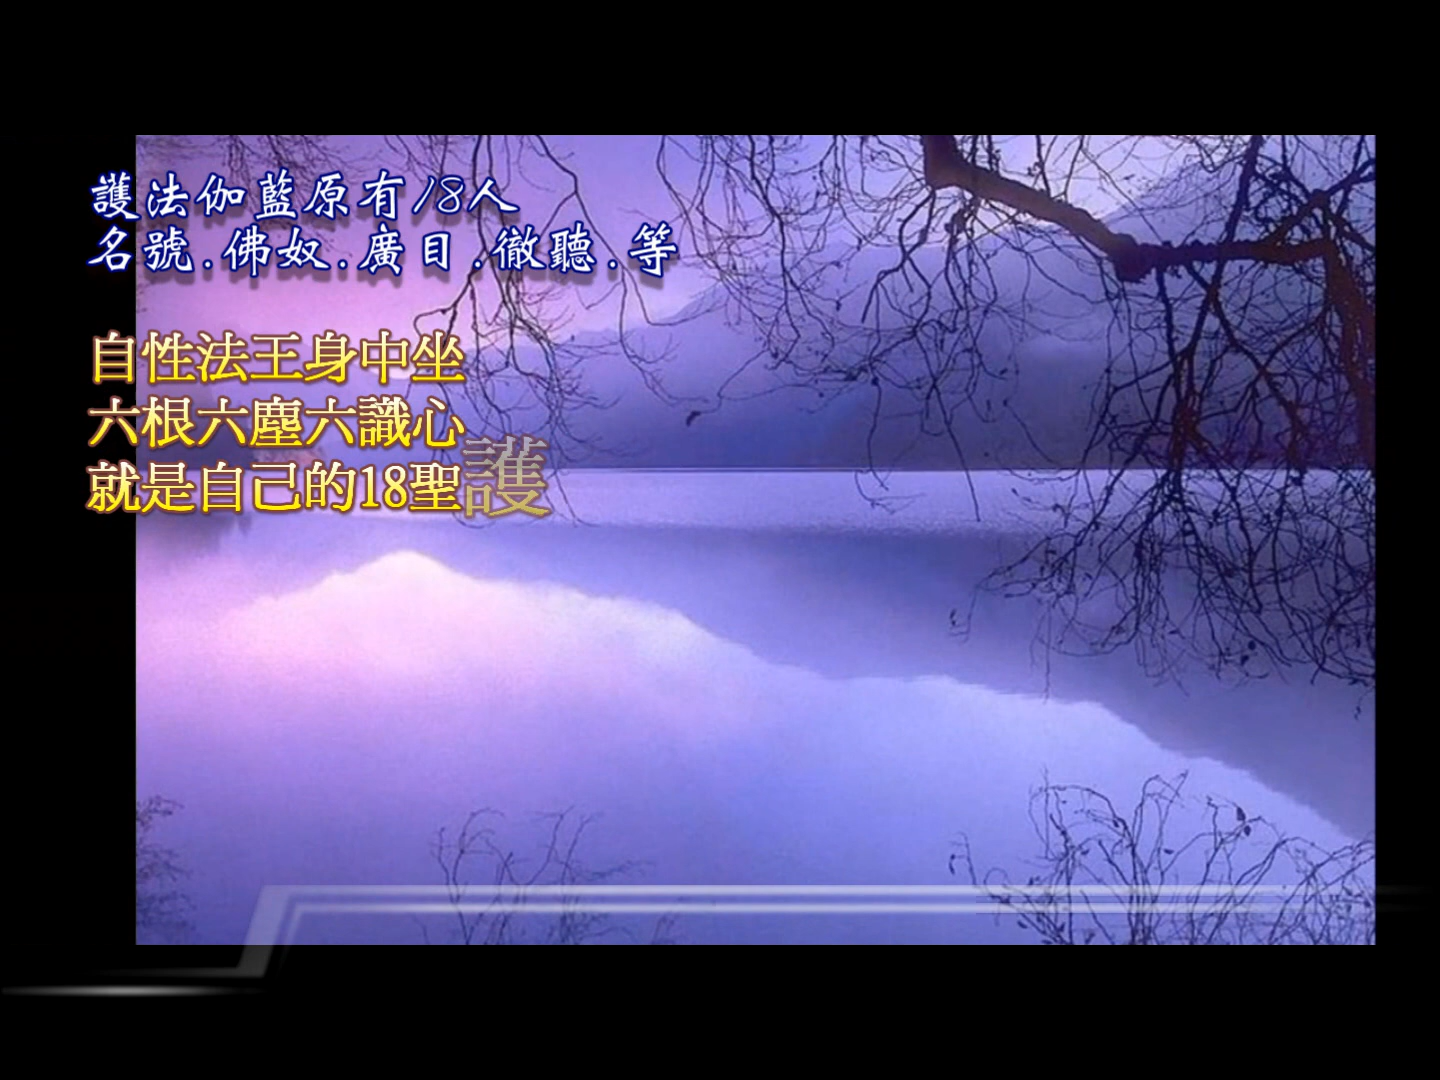 護法伽藍原有18人
名號.佛奴.廣目.徹聽.等
自性法王身中坐
六根六塵六識心
就是自己的18聖護